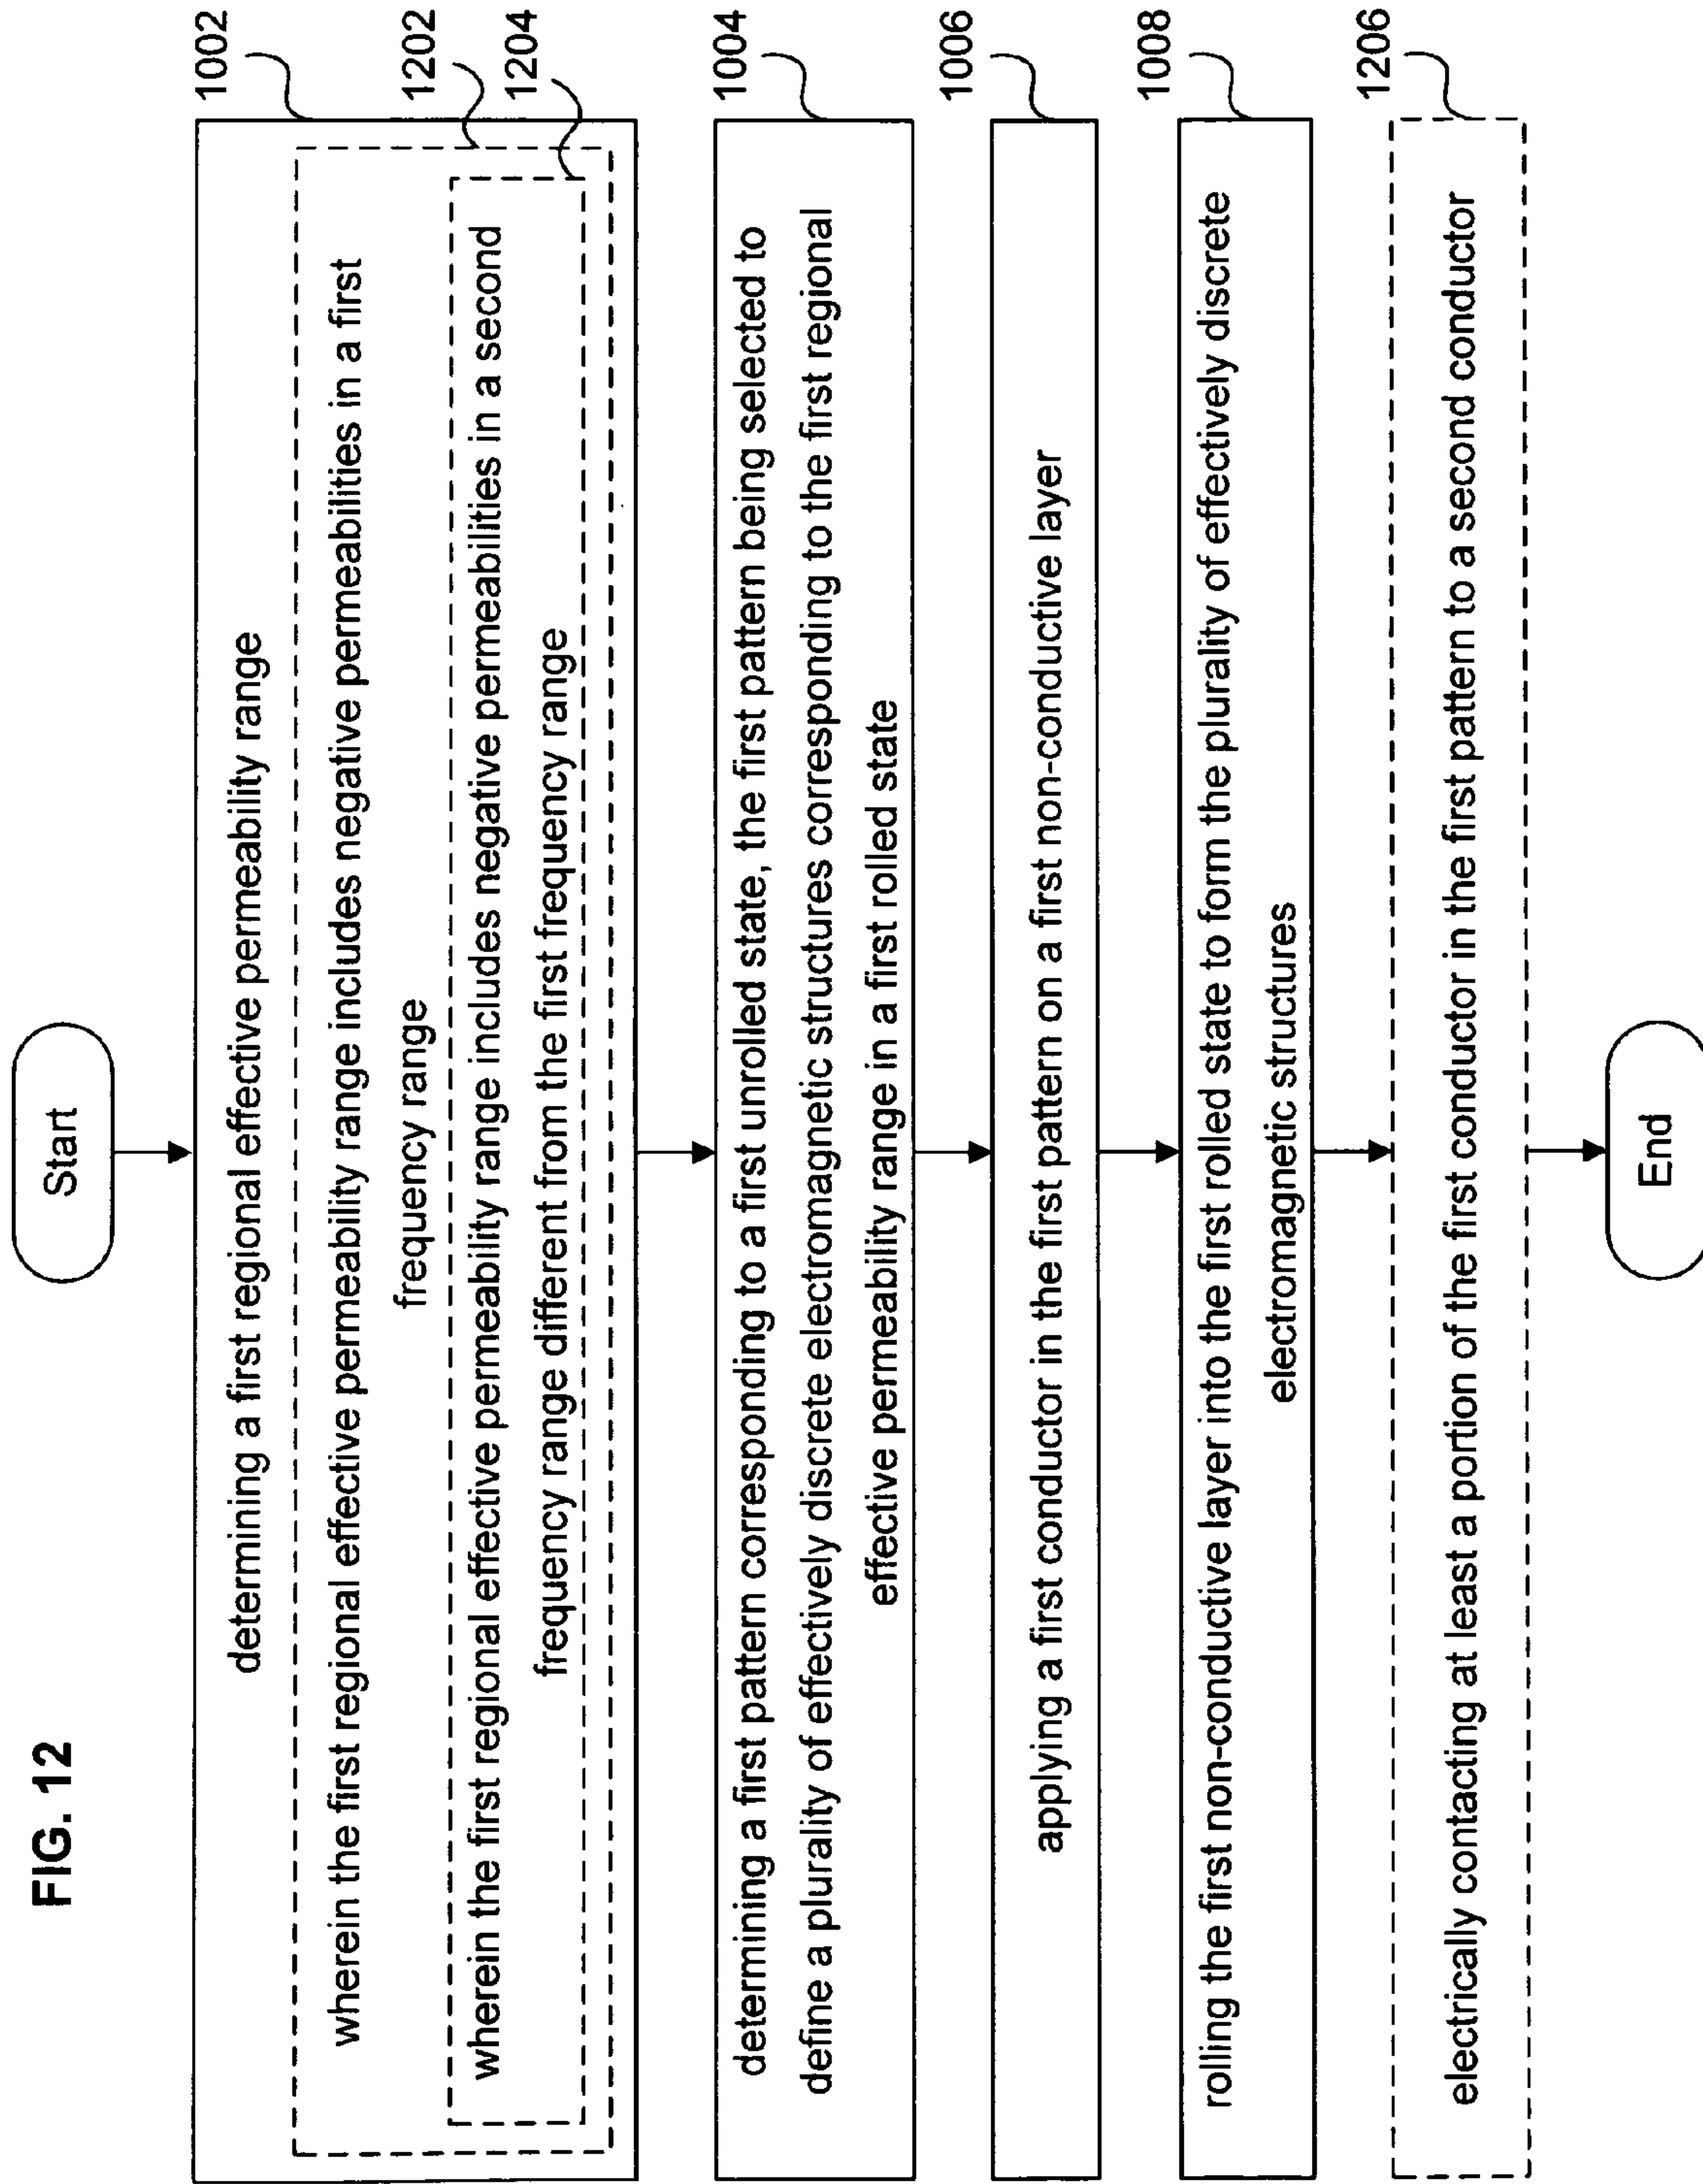 FIG. 12
Start
1002
determining a first regional effective permeability range
1202
wherein the first regional effective permeability range includes negative permeabilities in a first
frequency range
1204
wherein the first regional effective permeability range includes negative permeabilities in a second
frequency range different from the first frequency range
1004
determining a first pattern corresponding to a first unrolled state, the first pattern being selected to
define a plurality of effectively discrete electromagnetic structures corresponding to the first regional
effective permeability range in a first rolled state
1006
applying a first conductor in the first pattern on a first non-conductive layer
1008
rolling the first non-conductive layer into the first rolled state to form the plurality of effectively discrete
electromagnetic structures
1206
electrically contacting at least a portion of the first conductor in the first pattern to a second conductor
End